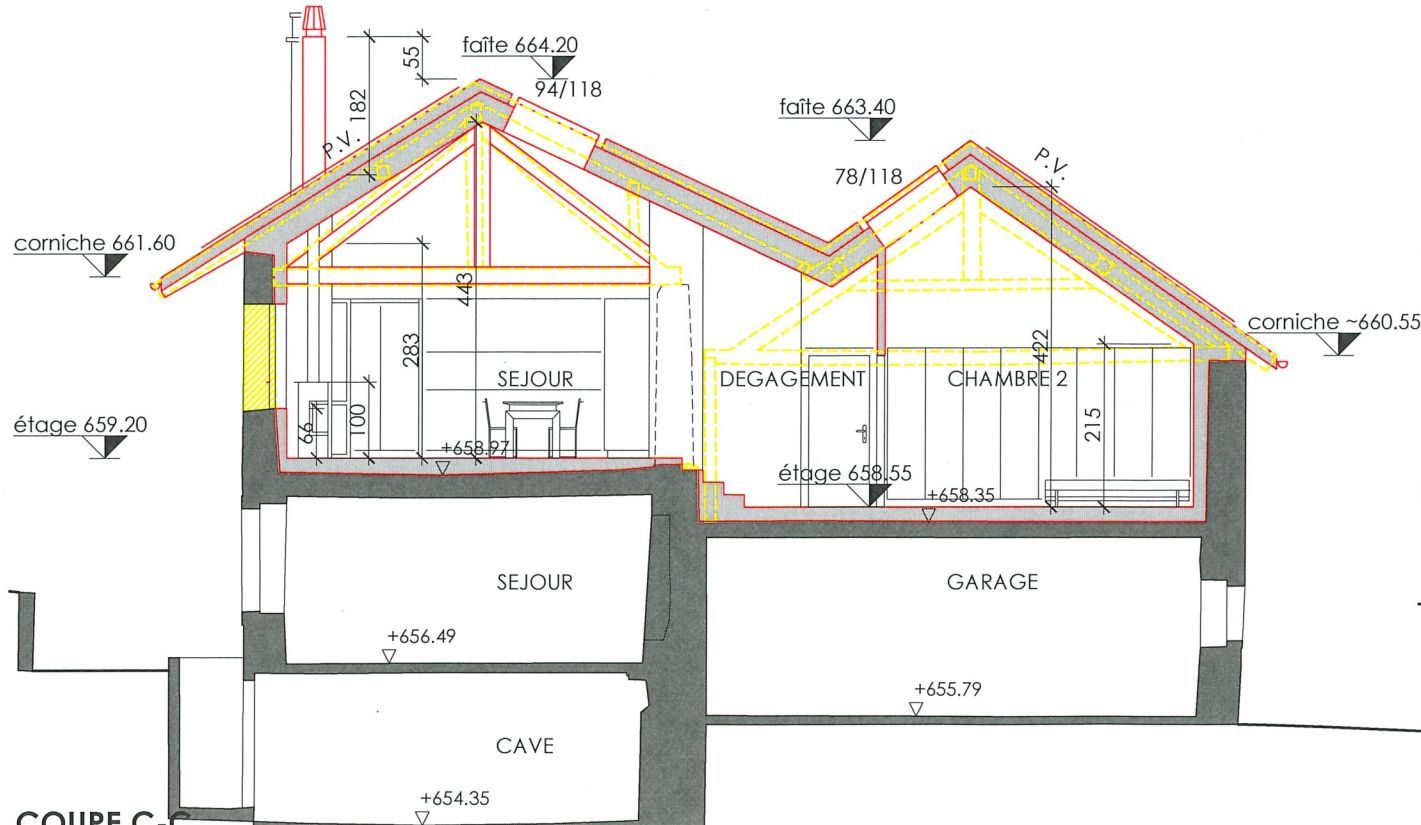 faîte 664.20
55
94/118
182
P.V.
faîte 663.40
P.V.
78/118
corniche 661.60
corniche ~660.55
443
283
422
SEJOUR
DEGAGEMENT
CHAMBRE 2
étage 659.20
66
100
215
+658.97
étage 658.55
+658.35
SEJOUR
GARAGE
+656.49
+655.79
CAVE
+654.35
COUPE C-C